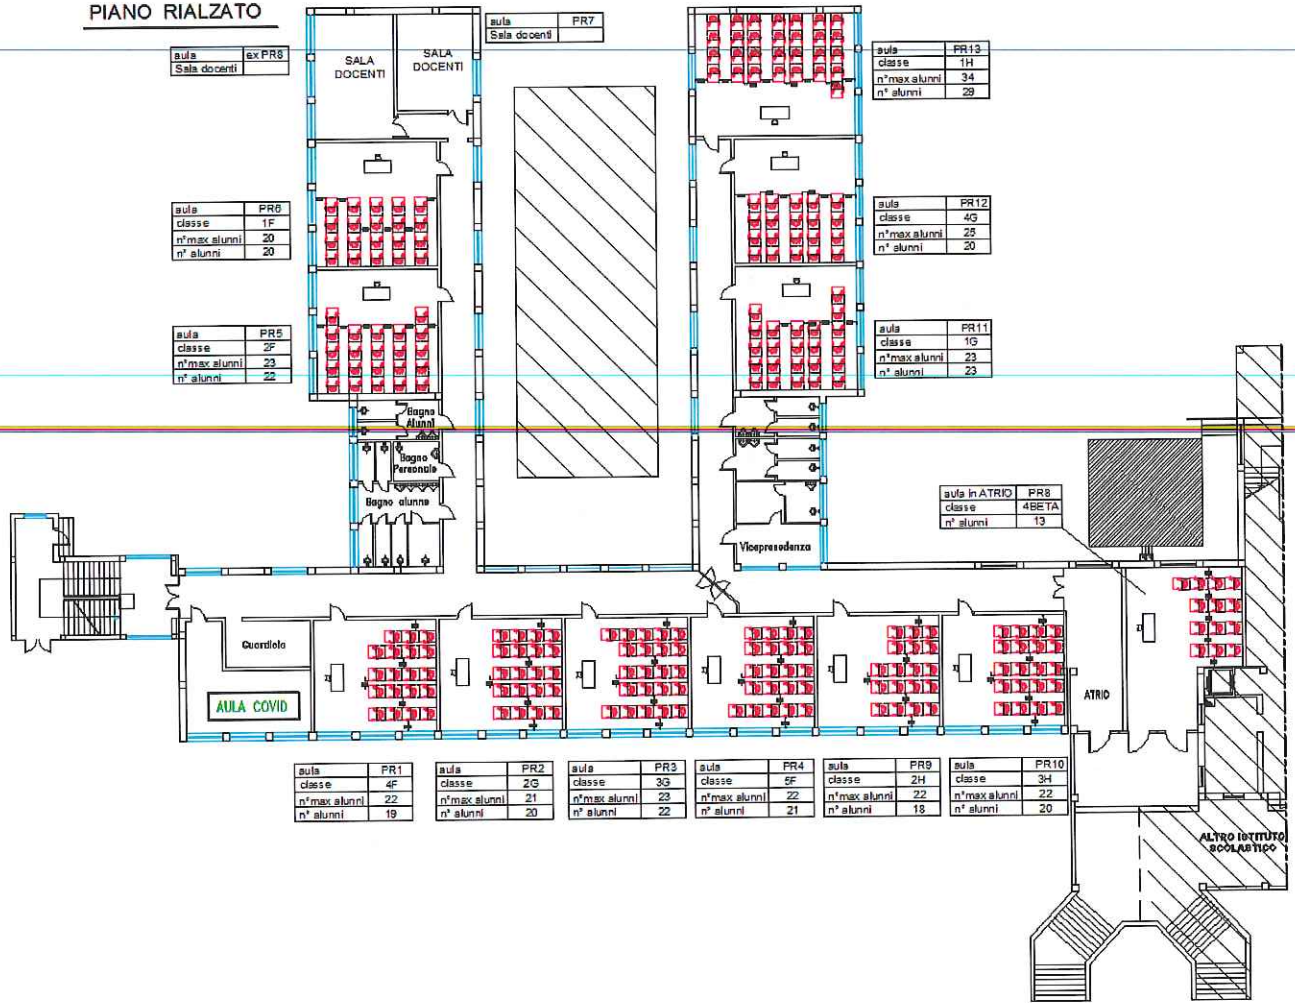 PIANO RIALZATO
aula ex PR8
Sala docenti
aula PR7
Sala docenti
SALA DOCENTI
SALA DOCENTI
aula PR13
classe 1H
n°max alunni 34
n° alunni 29
aula PR6
classe 1F
n°max alunni 20
n° alunni 20
aula PR12
classe 4G
n°max alunni 25
n° alunni 20
aula PR5
classe 2F
n°max alunni 23
n° alunni 22
aula PR11
classe 1G
n°max alunni 23
n° alunni 23
Bagno
Alunni
Bagno
Personale
Bagno alunne
Vicepresedenza
aula in ATRIO PR8
classe 4BETA
n° alunni 13
Guardiola
AULA COVID
ATRIO
aula PR1
classe 4F
n°max alunni 22
n° alunni 19
aula PR2
classe 2G
n°max alunni 21
n° alunni 20
aula PR3
classe 3G
n°max alunni 23
n° alunni 22
aula PR4
classe 5F
n°max alunni 22
n° alunni 21
aula PR9
classe 2H
n°max alunni 22
n° alunni 18
aula PR10
classe 3H
n°max alunni 22
n° alunni 20
ALTRO ISTITUTO
SCOLASTICO